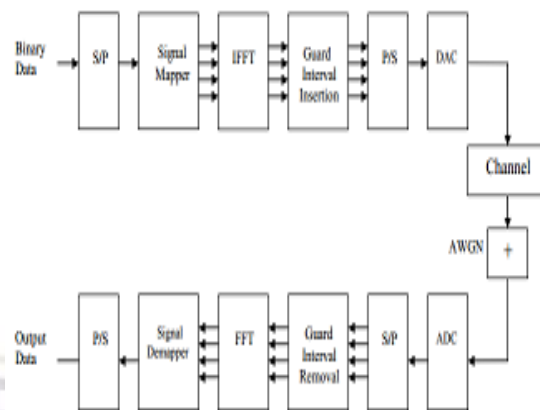 Binary
Data
S/P
Signal
Mapper
IFFT
Guard
Interval
Insertion
P/S
DAC
Channel
AWGN
+
Output
Data
P/S
Signal
Demapper
FFT
Guard
Interval
Removal
S/P
ADC